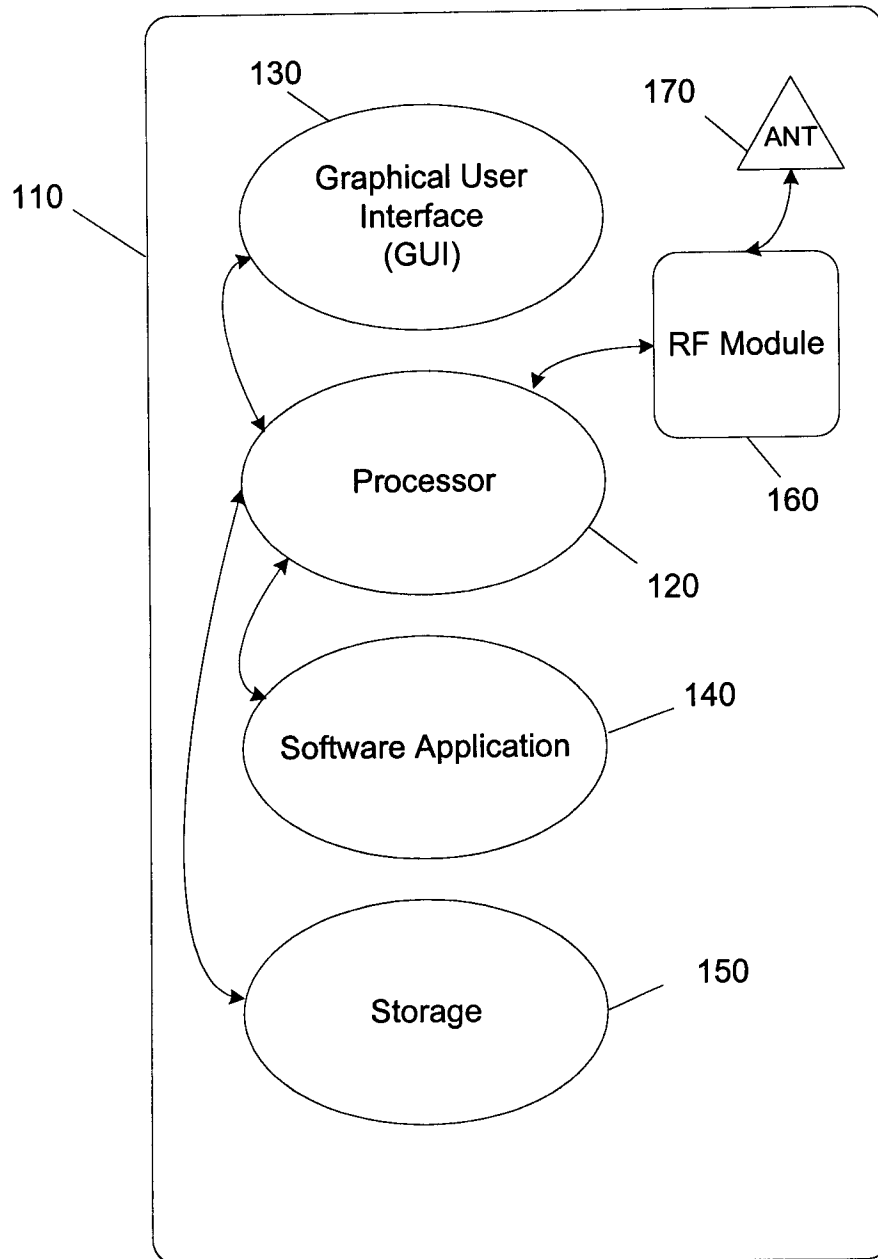 130
170
ANT
110
Graphical User
Interface
(GUI)
RF Module
Processor
160
120
140
Software Application
150
Storage